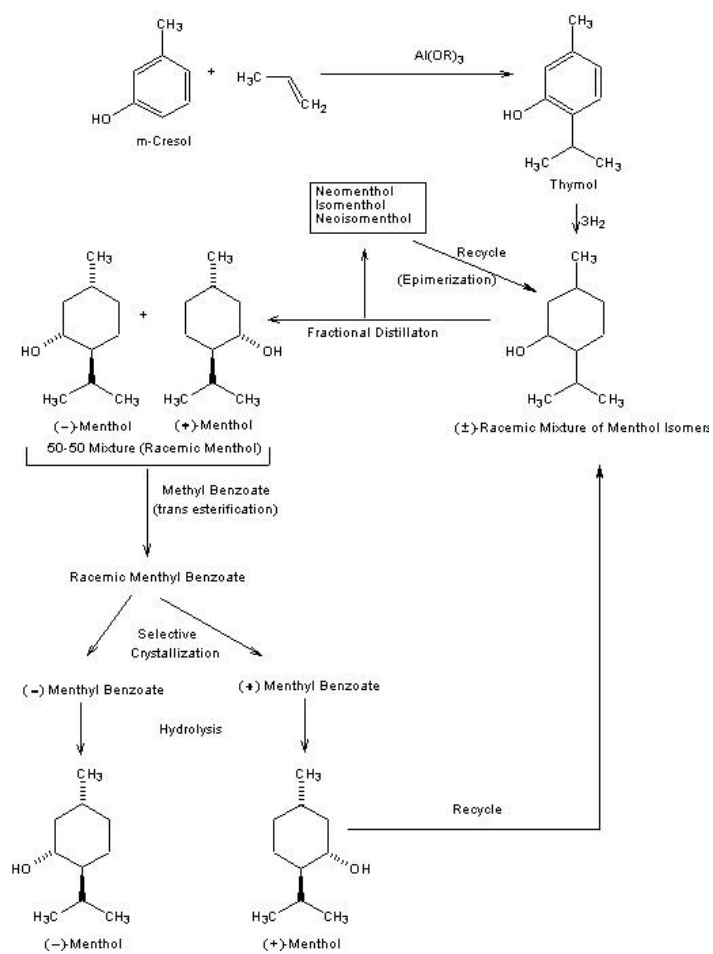 CH₃
HO
m-Cresol
+
H₃C
CH₂
Al(OR)₃
CH₃
HO
H₃C
CH₃
Thymol
3H₂
Neomenthol
Isomenthol
Neoisomenthol
Recycle
(Epimerization)
Fractional Distillaton
CH₃
HO
H₃C
CH₃
(±)-Racemic Mixture of Menthol Isomers
CH₃
HO
H₃C
CH₃
(−)-Menthol
+
CH₃
OH
H₃C
CH₃
(+)-Menthol
50-50 Mixture (Racemic Menthol)
Methyl Benzoate
(trans esterification)
Racemic Menthyl Benzoate
Selective
Crystallization
(−) Menthyl Benzoate
(+) Menthyl Benzoate
Hydrolysis
CH₃
HO
H₃C
CH₃
(−)-Menthol
CH₃
OH
H₃C
CH₃
(+)-Menthol
Recycle